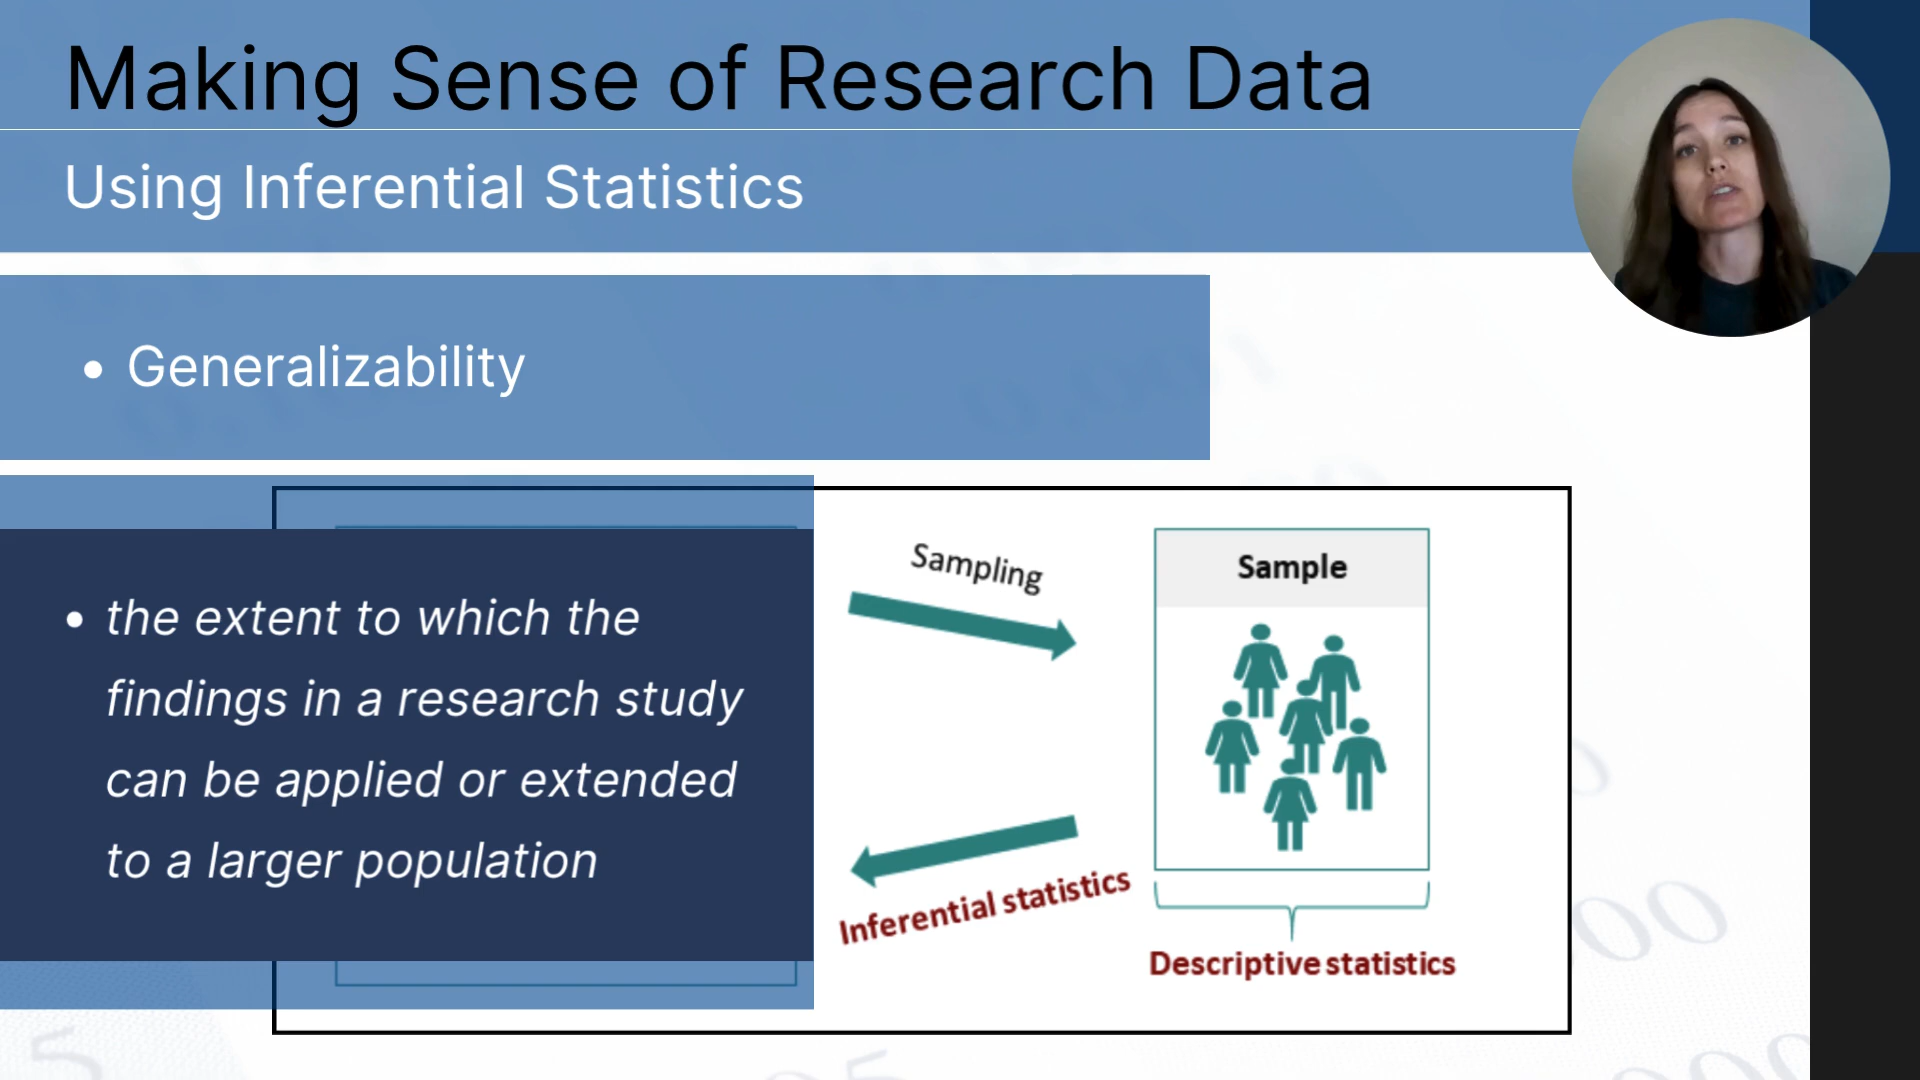 Making Sense of Research Data
Using Inferential Statistics
• Generalizability
• the extent to which the
findings in a research study
can be applied or extended
to a larger population
Sampling
Sample
Inferential statistics
Descriptive statistics